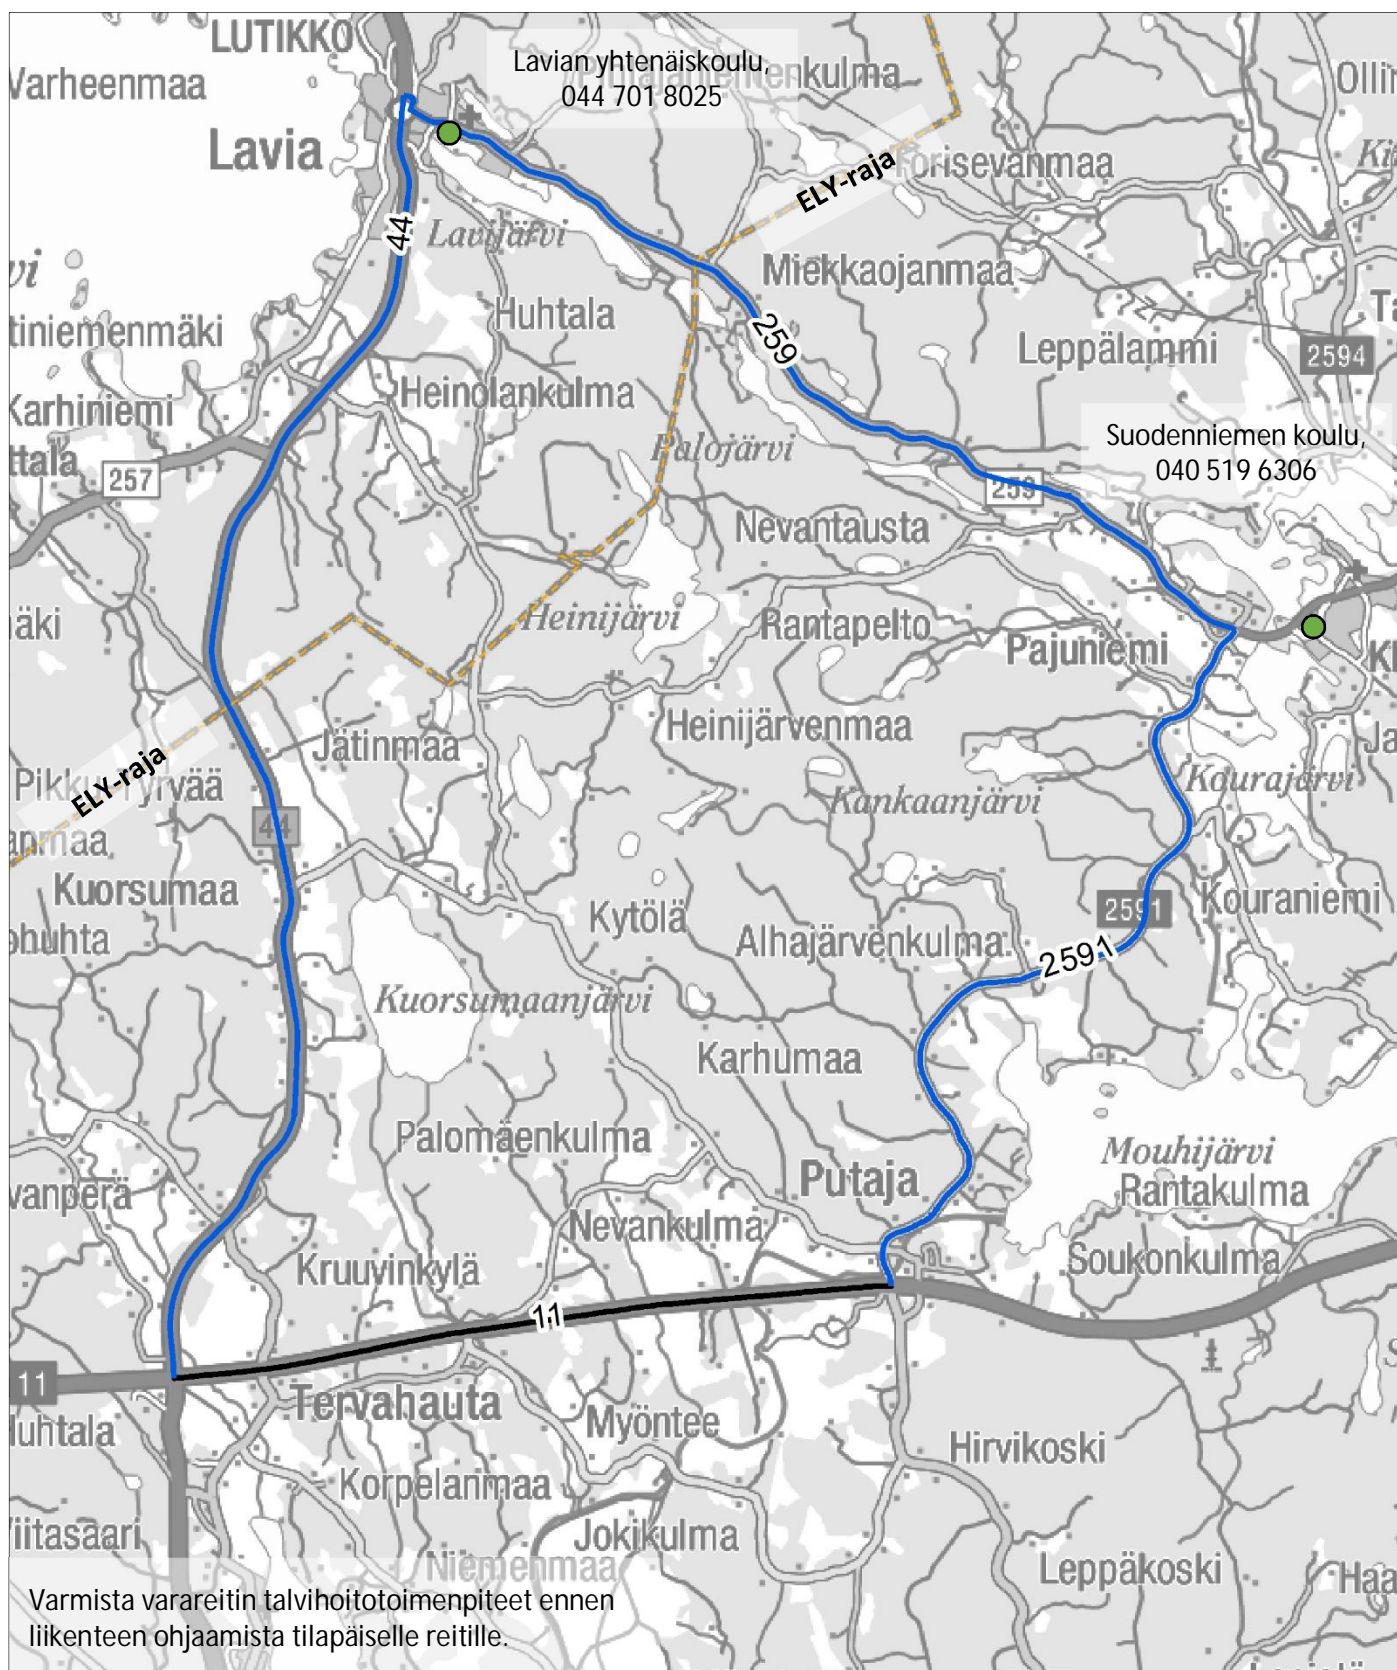 LUTIKKO
Lavian yhtenäiskoulu,
044 701 8025
Varheenmaa
Lavia
ELY-raja
Torisevanmaa
44
Lavijärvi
Miekkaojanmaa
Huhtala
259
Leppälammi
2594
Heinolankulma
Karhiniemi
Suodenniemen koulu,
040 519 6306
257
Palojärvi
259
Nevantausta
Heinijärvi
Rantapelto
Pajuniemi
Heinijärvenmaa
Jätinmaa
ELY-raja
Kankaanjärvi
Kourajärvi
44
Kuorsumaa
Kytölä
2591
Kouraniemi
Alhajärvenkulma
2591
Kuorsumaanjärvi
Karhumaa
Palomäenkulma
Mouhijärvi
Putaja
Rantakulma
Nevankulma
Soukonkulma
Kruuvinkylä
11
11
Tervahauta
Myöntee
Hirvikoski
Korpelanmaa
Jokikulma
Niemenmaa
Leppäkoski
Varmista varareitin talvihoitotoimenpiteet ennen
liikenteen ohjaamista tilapäiselle reitille.